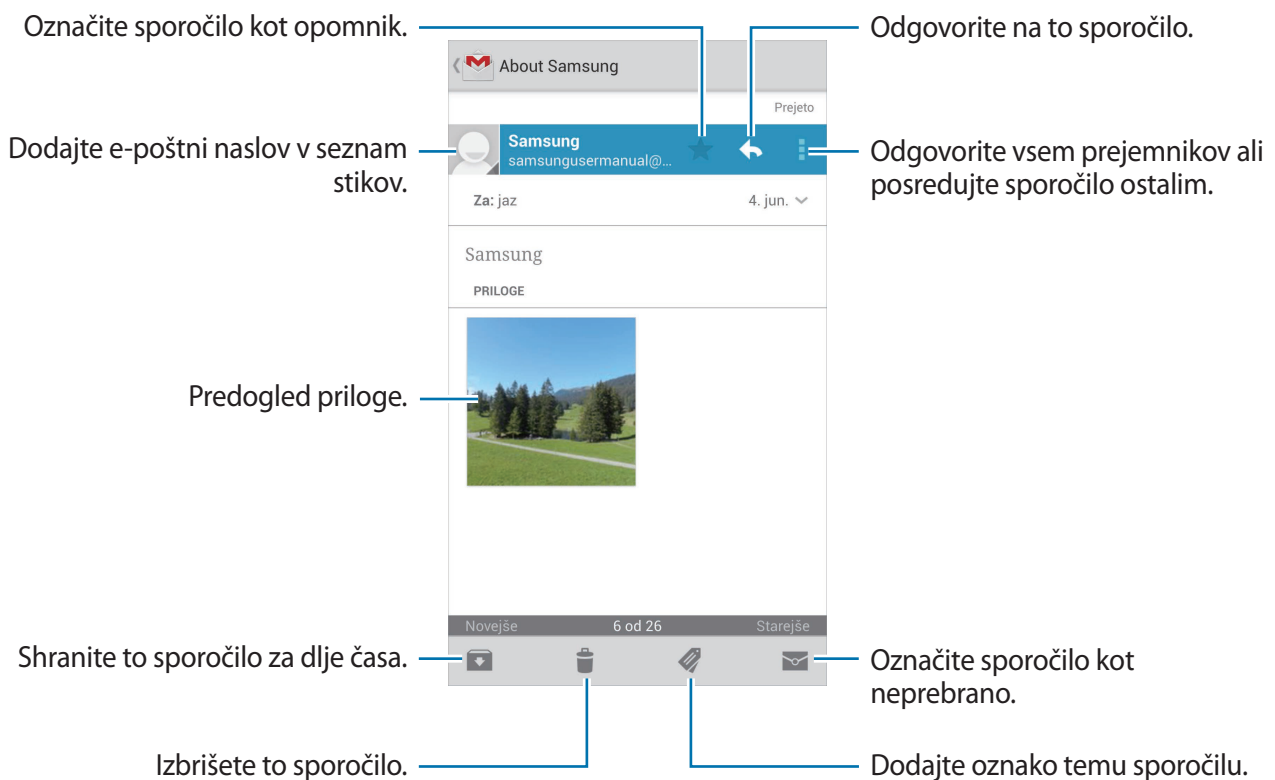 Označite sporočilo kot opomnik.
Odgovorite na to sporočilo.
About Samsung
Prejeto
Dodajte e-poštni naslov v seznam
stikov.
Samsung
samsungusermanual@...
Odgovorite vsem prejemnikov ali
posredujte sporočilo ostalim.
Za: jaz
4. jun.
Samsung
PRILOGE
Predogled priloge.
Novejše
6 od 26
Starejše
Shranite to sporočilo za dlje časa.
Označite sporočilo kot
neprebrano.
Izbrišete to sporočilo.
Dodajte oznako temu sporočilu.